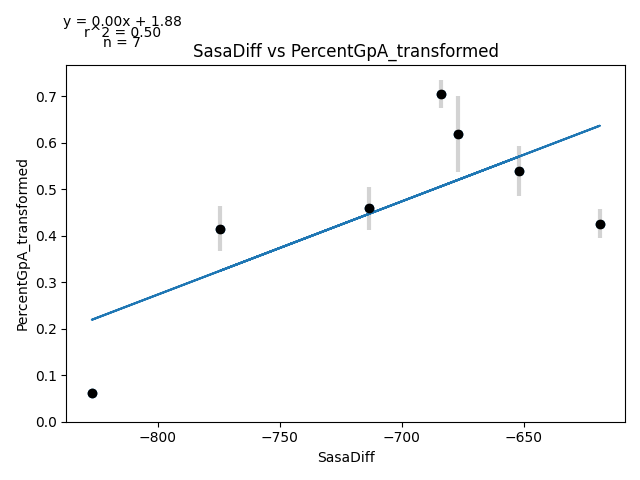 y = 0.00x + 1.88
r^2 = 0.50
n = 7
SasaDiff vs PercentGpA_transformed
PercentGpA_transformed
0.7
0.6
0.5
0.4
0.3
0.2
0.1
0.0
−800
−750
−700
−650
SasaDiff